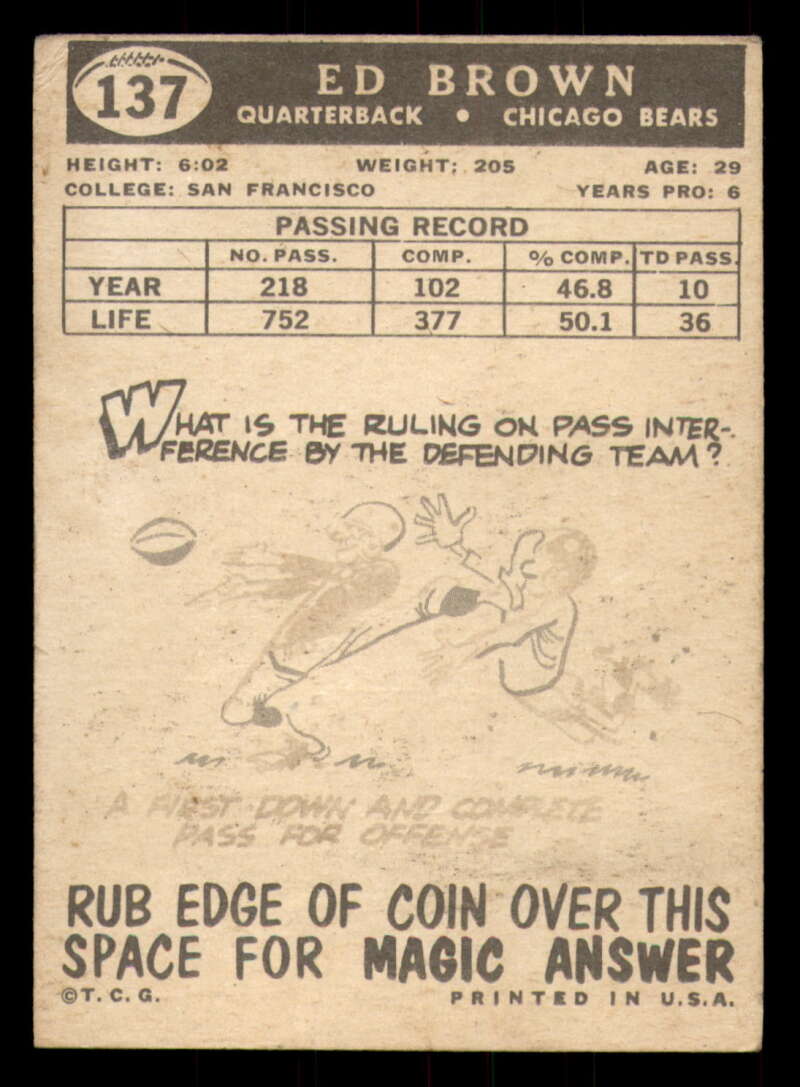 137
ED BROWN
QUARTERBACK • CHICAGO BEARS
HEIGHT: 6:02 WEIGHT: 205 AGE: 29
COLLEGE: SAN FRANCISCO YEARS PRO: 6
PASSING RECORD
NO. PASS. COMP. % COMP. TD PASS.
YEAR 218 102 46.8 10
LIFE 752 377 50.1 36
WHAT IS THE RULING ON PASS INTER-
FERENCE BY THE DEFENDING TEAM?
A FIRST DOWN AND COMPLETE
PASS FOR OFFENSE
RUB EDGE OF COIN OVER THIS
SPACE FOR MAGIC ANSWER
©T. C. G. PRINTED IN U.S.A.